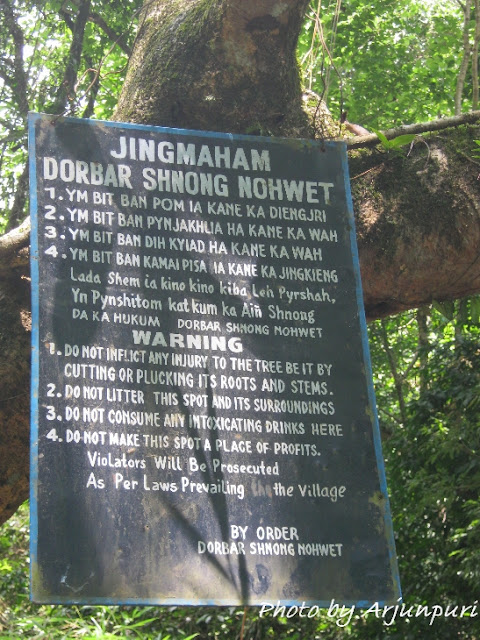 JINGMAHAM
DORBAR SHNONG NOHWET
1. YM BIT BAN POM IA KANE KA DIENGJRI
2. YM BIT BAN PYNJAKHLIA HA KANE KA WAH
3. YM BIT BAN DIH KYIAD HA KANE KA WAH
4. YM BIT BAN KAMAI PISA IA KANE KA JINGKIENG
Lada Shem ia kino kino kiba Leh Pyrshah,
Yn Pynshitom kat kum ka Aiñ Shnong
DA KA HUKUM DORBAR SHNONG NOHWET
WARNING
1. DO NOT INFLICT ANY INJURY TO THE TREE BE IT BY
CUTTING OR PLUCKING ITS ROOTS AND STEMS.
2. DO NOT LITTER THIS SPOT AND ITS SURROUNDINGS
3. DO NOT CONSUME ANY INTOXICATING DRINKS HERE
4. DO NOT MAKE THIS SPOT A PLACE OF PROFITS.
Violators Will Be Prosecuted
As Per Laws Prevailing the Village
BY ORDER
DORBAR SHNONG NOHWET
Photo by Arjunpuri